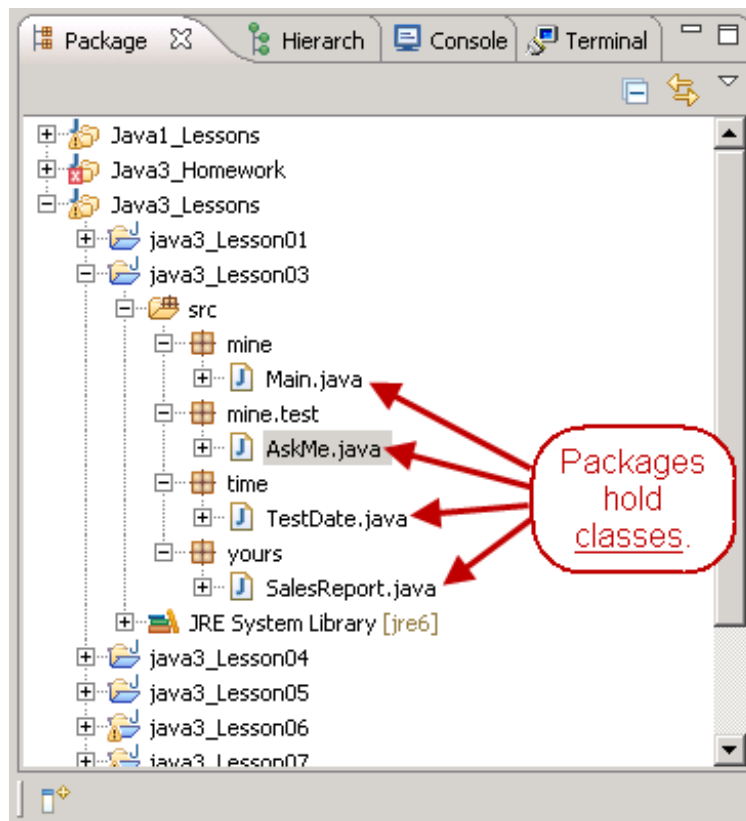 Package Hierarch Console Terminal
Java1_Lessons
Java3_Homework
Java3_Lessons
java3_Lesson01
java3_Lesson03
src
mine
Main.java
mine.test
AskMe.java
time
TestDate.java
yours
SalesReport.java
JRE System Library [jre6]
java3_Lesson04
java3_Lesson05
java3_Lesson06
java3_Lesson07
Packages
hold
classes.